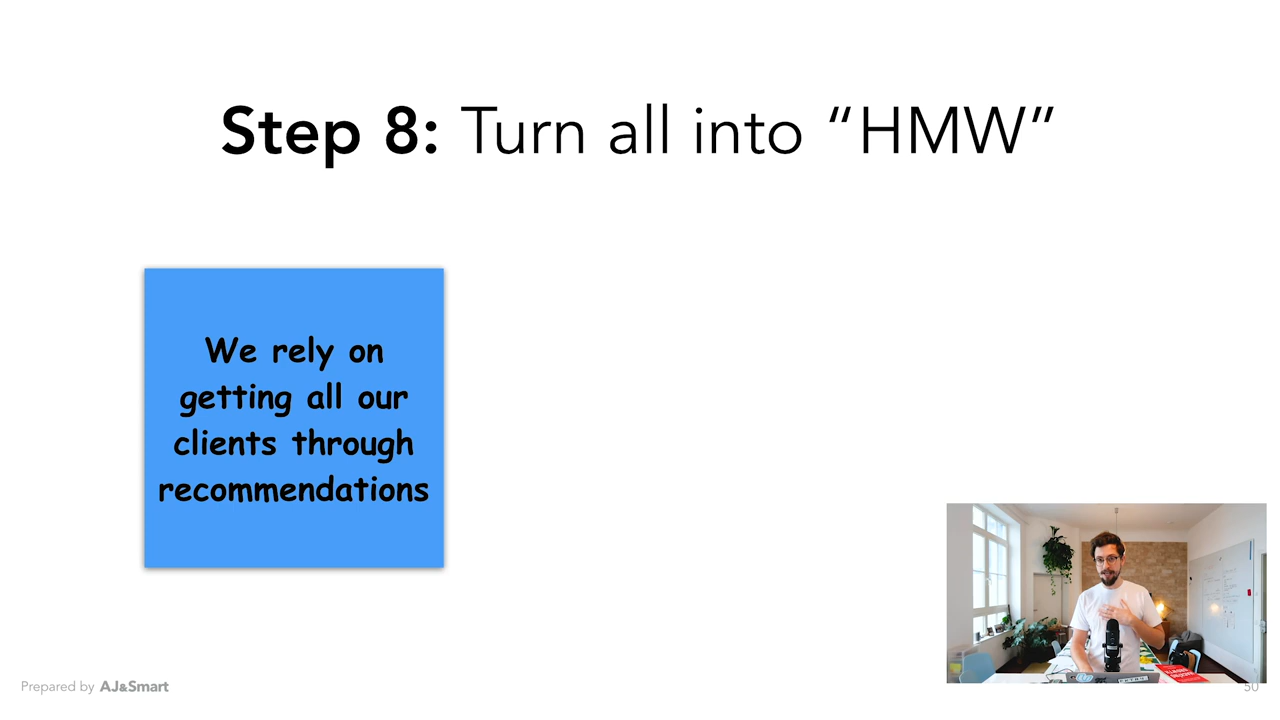 Step 8: Turn all into “HMW”
We rely on
getting all our
clients through
recommendations
Prepared by AJ&Smart
50